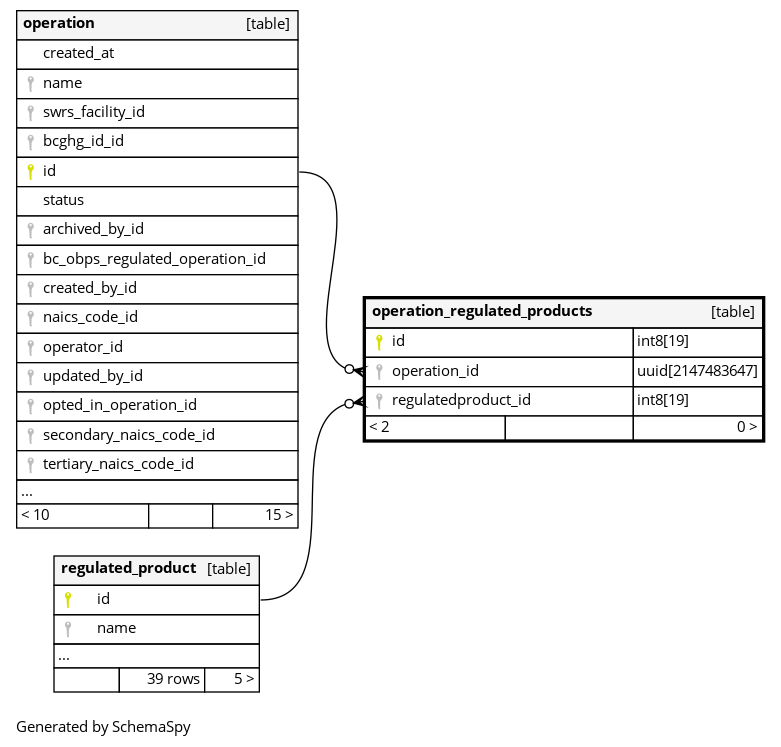 operation [table]
created_at
name
swrs_facility_id
bcghg_id_id
id
status
archived_by_id
bc_obps_regulated_operation_id
created_by_id
naics_code_id
operator_id
updated_by_id
opted_in_operation_id
secondary_naics_code_id
tertiary_naics_code_id
...
< 10 15 >
operation_regulated_products [table]
id int8[19]
operation_id uuid[2147483647]
regulatedproduct_id int8[19]
< 2 0 >
regulated_product [table]
id
name
...
39 rows 5 >
Generated by SchemaSpy